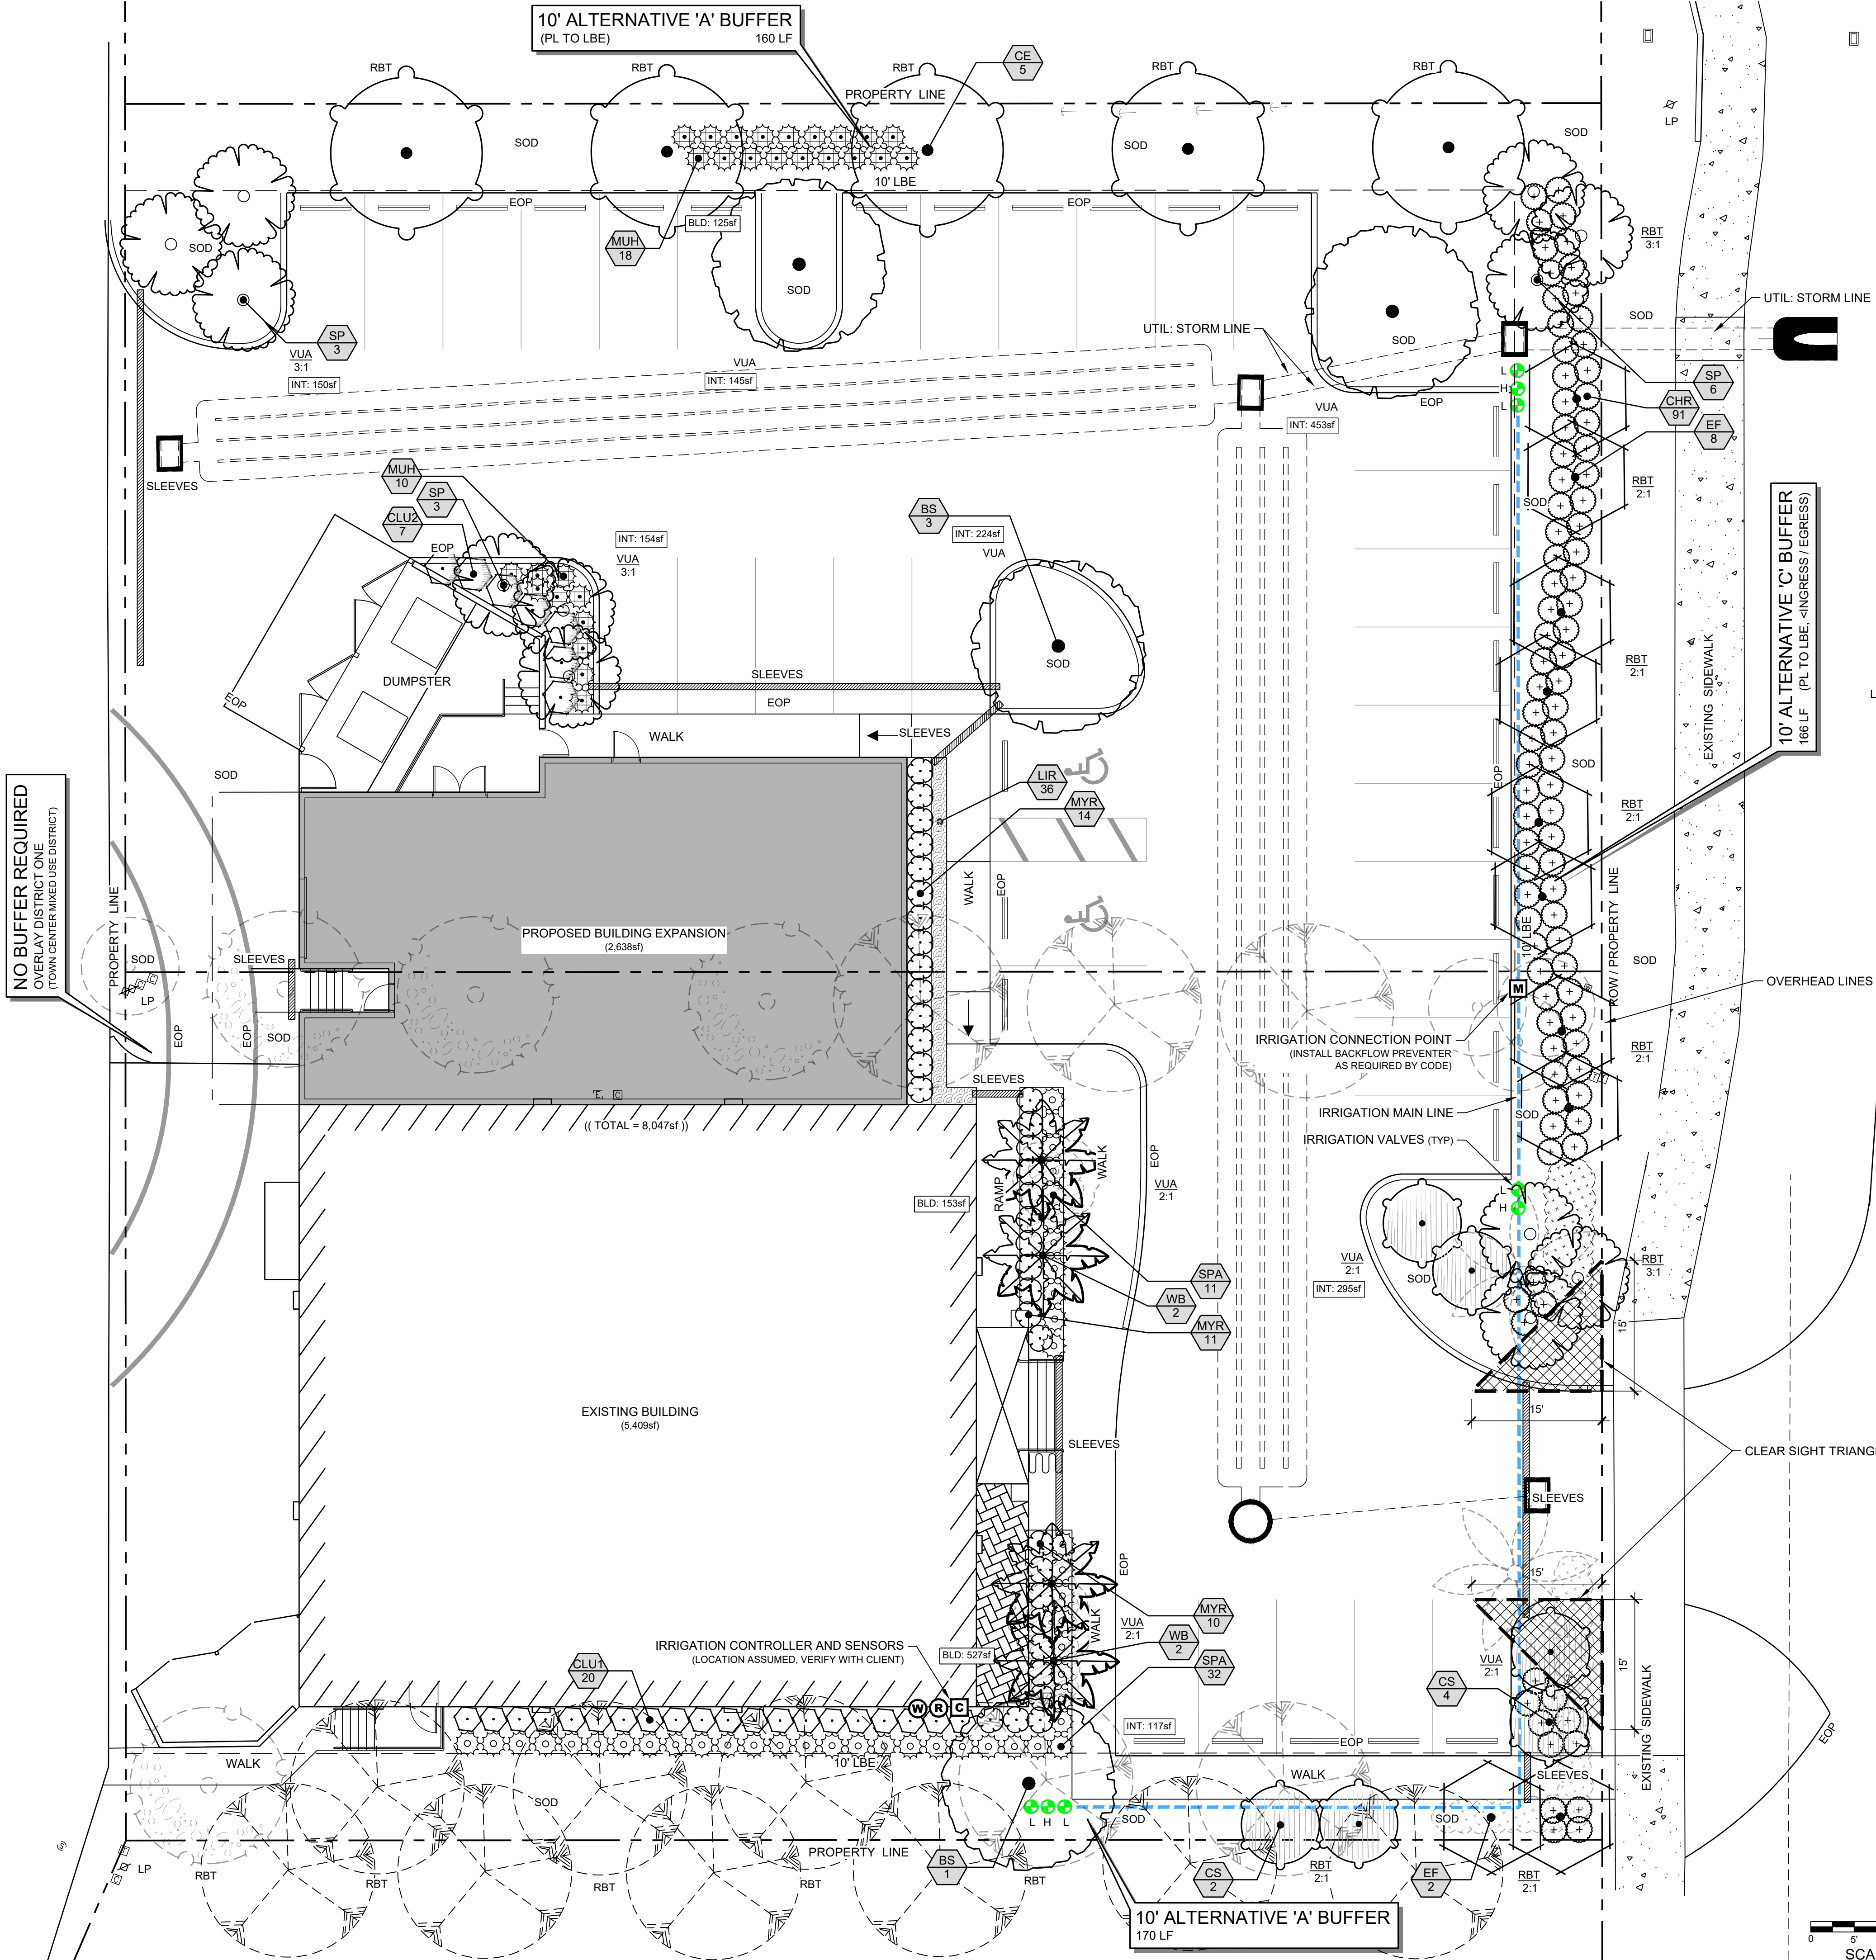 10' ALTERNATIVE 'A' BUFFER
(PL TO LBE) 160 LF
RBT
RBT
RBT
RBT
RBT
CE
5
PROPERTY LINE
LP
SOD
SOD
SOD
SOD
10' LBE
EOP
EOP
BLD: 125sf
MUH
18
SOD
SOD
RBT
3:1
UTIL: STORM LINE
SOD
SP
3
VUA
3:1
INT: 150sf
VUA
INT: 145sf
UTIL: STORM LINE
SOD
L
H
L
SP
6
CHR
91
EF
8
EOP
VUA
INT: 453sf
SLEEVES
MUH
10
SP
3
CLU2
7
EOP
INT: 154sf
VUA
3:1
BS
3
INT: 224sf
VUA
SOD
RBT
2:1
10' ALTERNATIVE 'C' BUFFER
166 LF (PL TO LBE, <INGRESS / EGRESS)
EXISTING SIDEWALK
SOD
RBT
2:1
DUMPSTER
EOP
SLEEVES
EOP
WALK
SLEEVES
SOD
SOD
EOP
LIR
36
MYR
14
RBT
2:1
NO BUFFER REQUIRED
OVERLAY DISTRICT ONE
(TOWN CENTER MIXED USE DISTRICT)
PROPERTY LINE
WALK
EOP
10' LBE
ROW / PROPERTY LINE
PROPOSED BUILDING EXPANSION
(2,638sf)
SOD
SLEEVES
LP
EOP
EOP
SOD
SOD
OVERHEAD LINES
M
IRRIGATION CONNECTION POINT
(INSTALL BACKFLOW PREVENTER
AS REQUIRED BY CODE)
RBT
2:1
SLEEVES
E
C
IRRIGATION MAIN LINE
SOD
(( TOTAL = 8,047sf ))
IRRIGATION VALVES (TYP)
WALK
EOP
VUA
2:1
RAMP
BLD: 153sf
L
H
VUA
2:1
INT: 295sf
SOD
RBT
3:1
SPA
11
WB
2
MYR
11
15'
15'
EXISTING BUILDING
(5,409sf)
SLEEVES
CLEAR SIGHT TRIANG
SLEEVES
EOP
15'
MYR
10
WALK
VUA
2:1
WB
2
SPA
32
IRRIGATION CONTROLLER AND SENSORS
(LOCATION ASSUMED, VERIFY WITH CLIENT)
BLD: 527sf
CLU1
20
W
R
C
VUA
2:1
15'
CS
4
EXISTING SIDEWALK
INT: 117sf
EOP
EOP
WALK
10' LBE
WALK
SLEEVES
SOD
L H L
SOD
SOD
PROPERTY LINE
LP
RBT
RBT
RBT
RBT
BS
1
RBT
CS
2
RBT
2:1
EF
2
RBT
2:1
10' ALTERNATIVE 'A' BUFFER
170 LF
0 5'
SCA